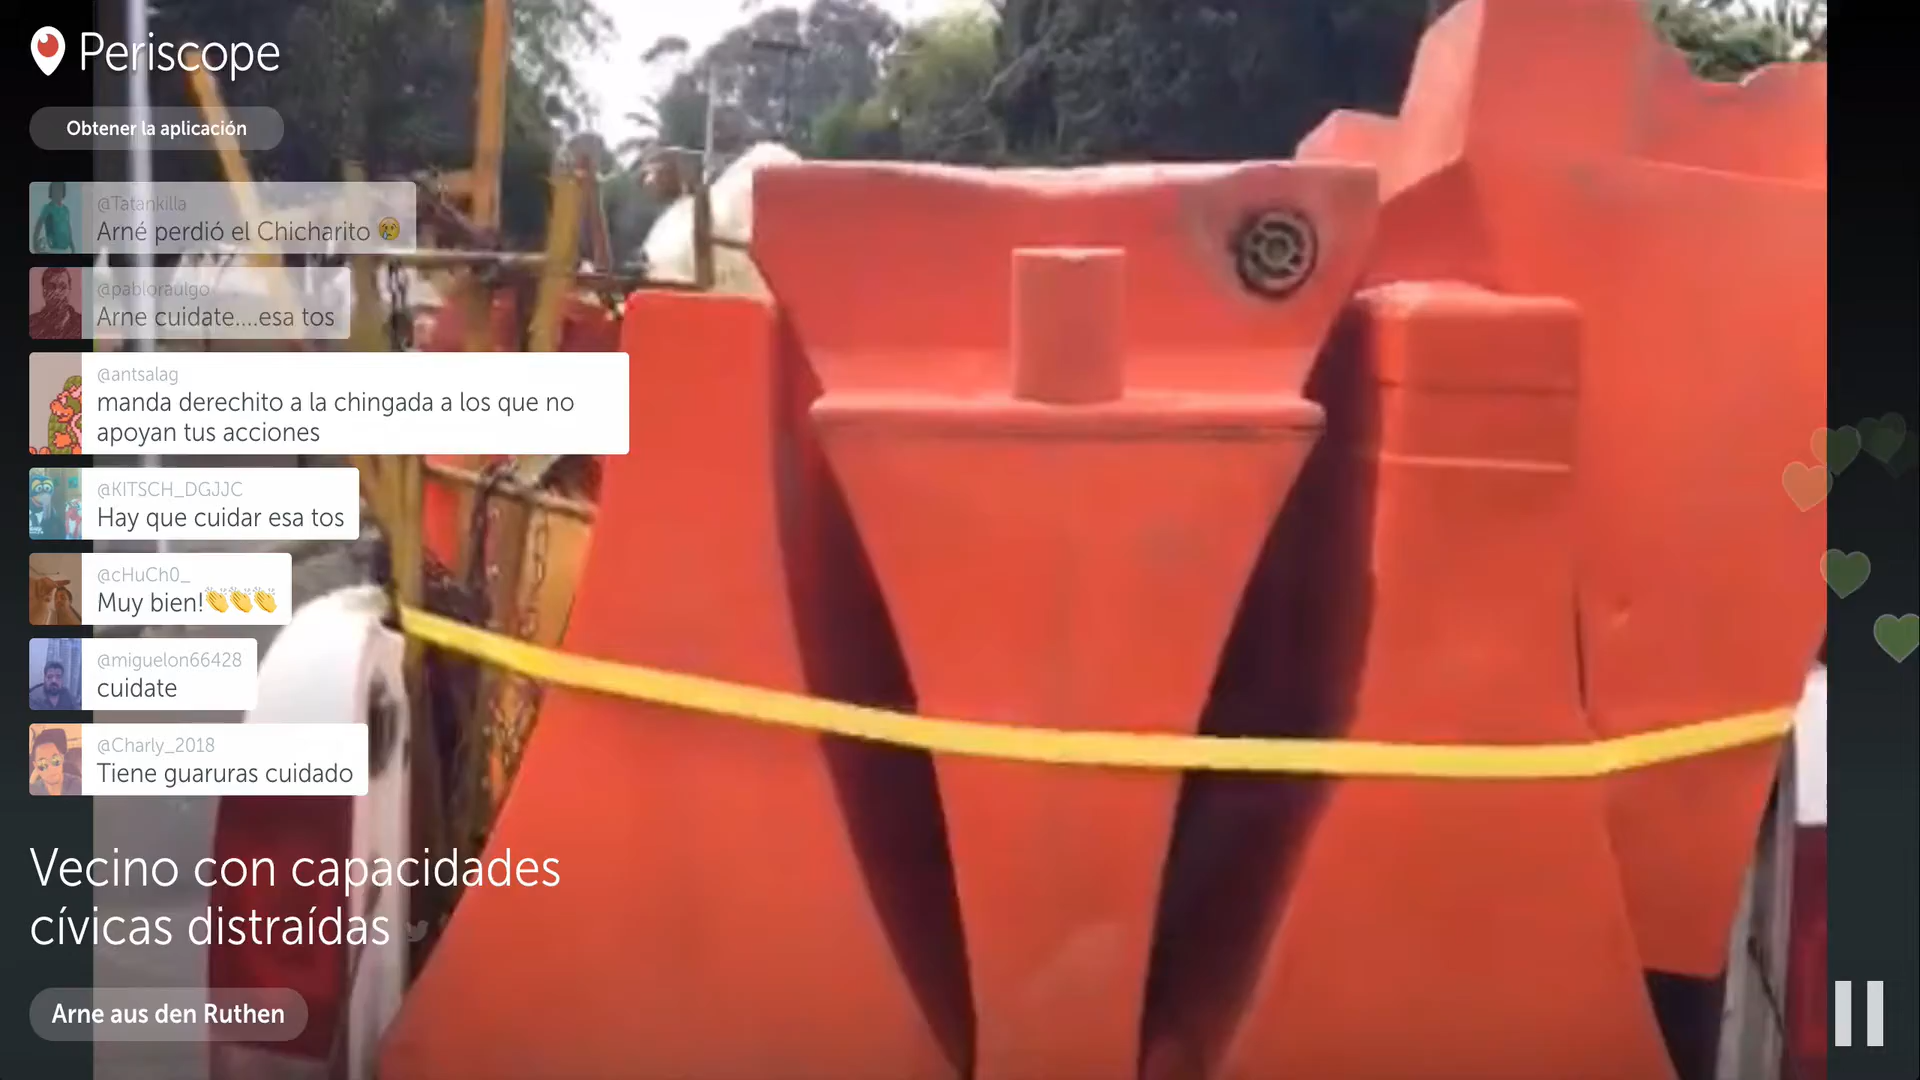 Periscope
Obtener la aplicación
@Tatankilla
Arné perdió el Chicharito 😢
@pabloraulgo
Arne cuidate....esa tos
@antsalag
manda derechito a la chingada a los que no
apoyan tus acciones
@KITSCH_DGJJC
Hay que cuidar esa tos
@cHuCh0_
Muy bien!👏👏👏
@miguelon66428
cuidate
@Charly_2018
Tiene guaruras cuidado
Vecino con capacidades
cívicas distraídas
Arne aus den Ruthen